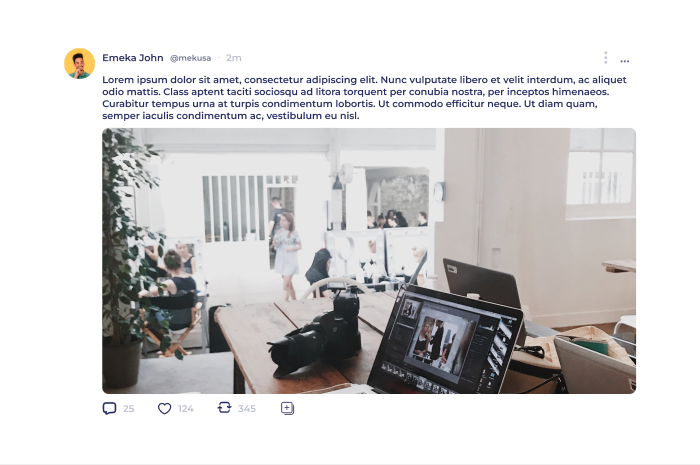 Emeka John @mekusa · 2m
Lorem ipsum dolor sit amet, consectetur adipiscing elit. Nunc vulputate libero et velit interdum, ac aliquet
odio mattis. Class aptent taciti sociosqu ad litora torquent per conubia nostra, per inceptos himenaeos.
Curabitur tempus urna at turpis condimentum lobortis. Ut commodo efficitur neque. Ut diam quam,
semper iaculis condimentum ac, vestibulum eu nisl.
25 124 345